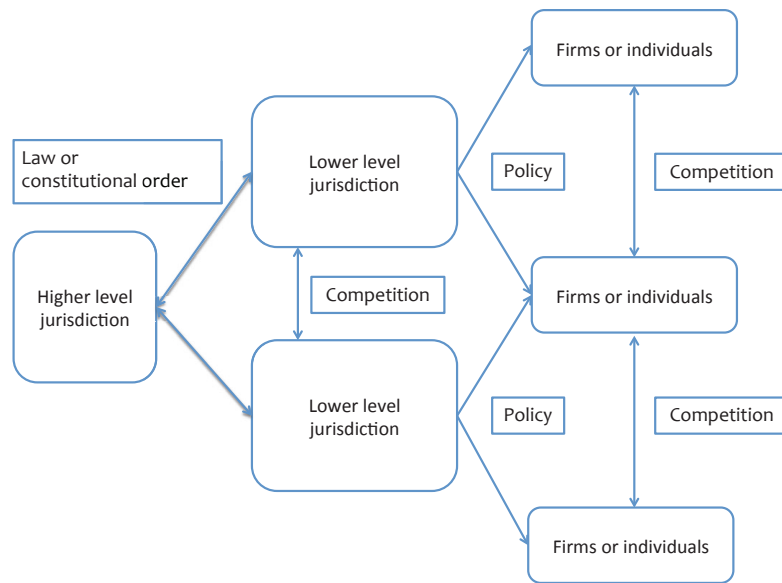 Firms or individuals
Law or
constitutional order
Lower level
jurisdiction
Policy
Competition
Higher level
jurisdiction
Competition
Firms or individuals
Lower level
jurisdiction
Policy
Competition
Firms or individuals